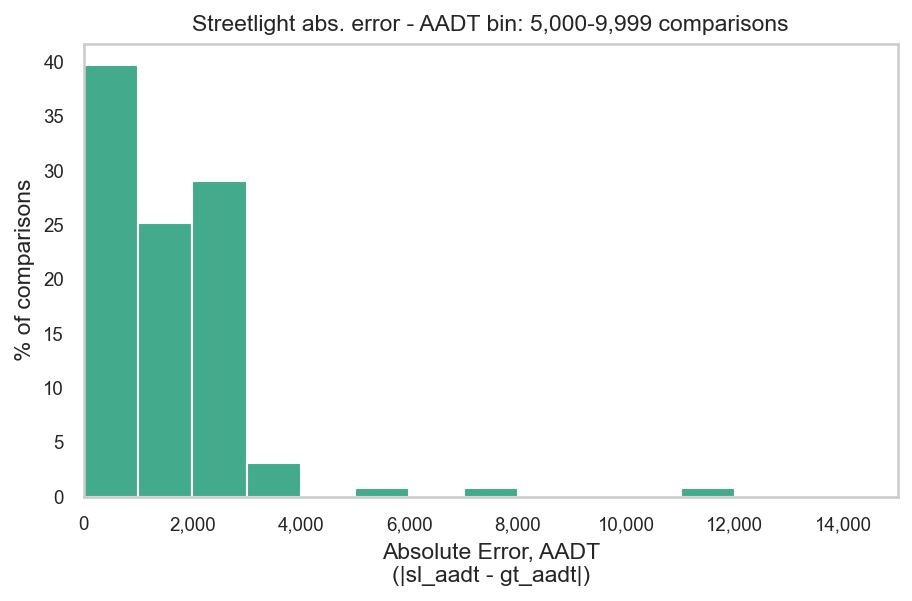 Streetlight abs. error - AADT bin: 5,000-9,999 comparisons
% of comparisons
40
35
30
25
20
15
10
5
0
0 2,000 4,000 6,000 8,000 10,000 12,000 14,000
Absolute Error, AADT
(|sl_aadt - gt_aadt|)